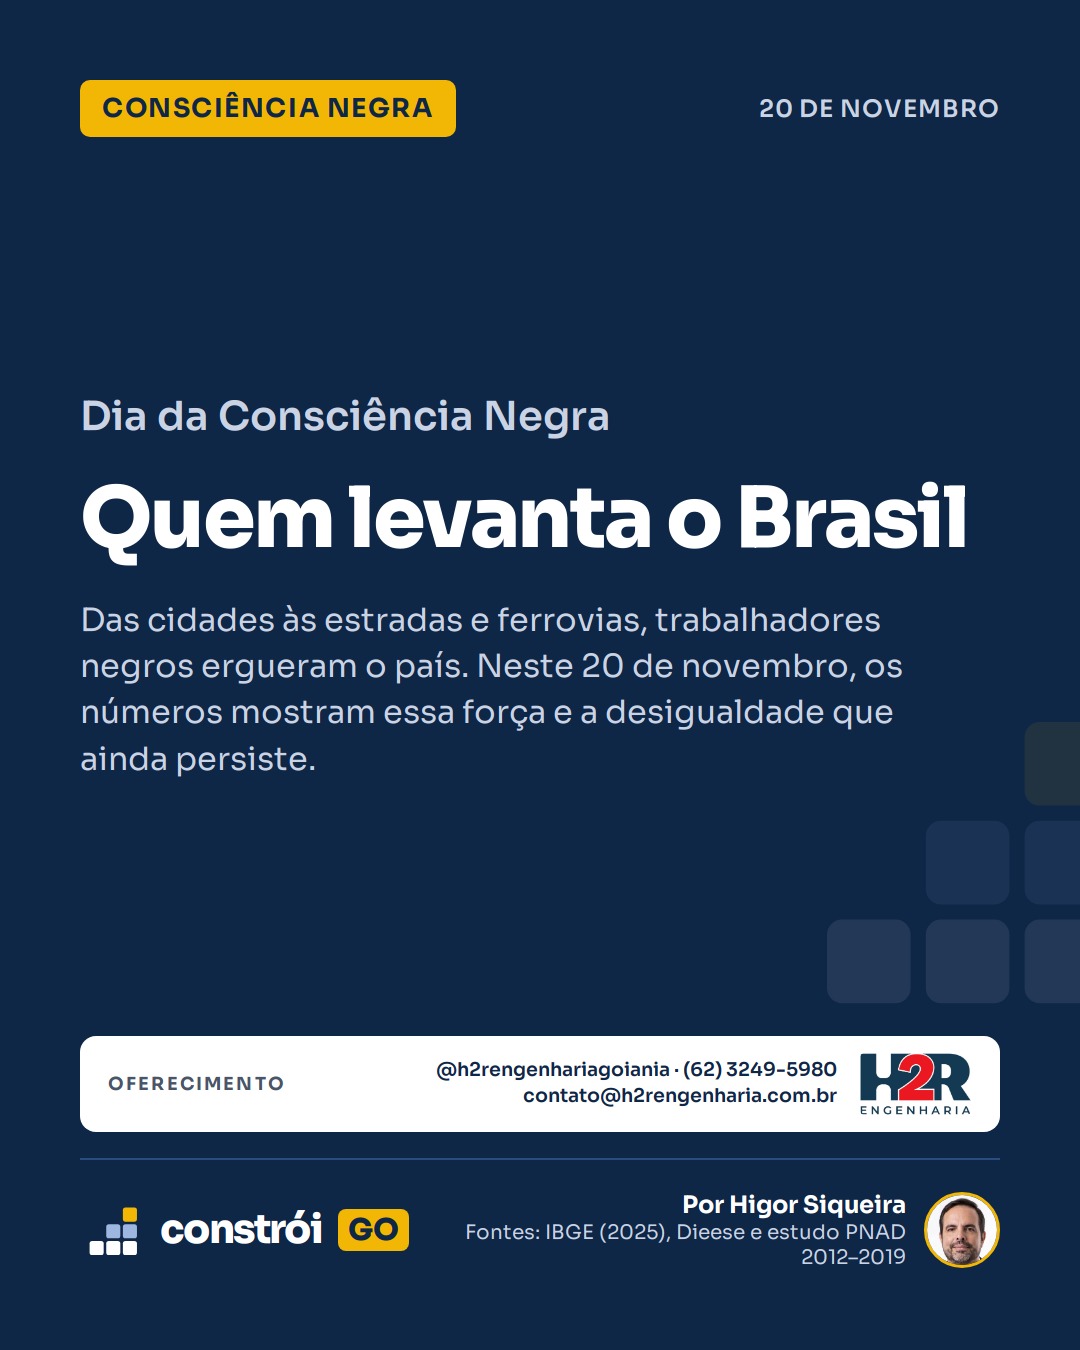 CONSCIÊNCIA NEGRA
20 DE NOVEMBRO
Dia da Consciência Negra
Quem levanta o Brasil
Das cidades às estradas e ferrovias, trabalhadores
negros ergueram o país. Neste 20 de novembro, os
números mostram essa força e a desigualdade que
ainda persiste.
OFERECIMENTO
@h2rengenhariagoiania · (62) 3249-5980
contato@h2rengenharia.com.br
H2R
ENGENHARIA
constrói GO
Por Higor Siqueira
Fontes: IBGE (2025), Dieese e estudo PNAD
2012–2019